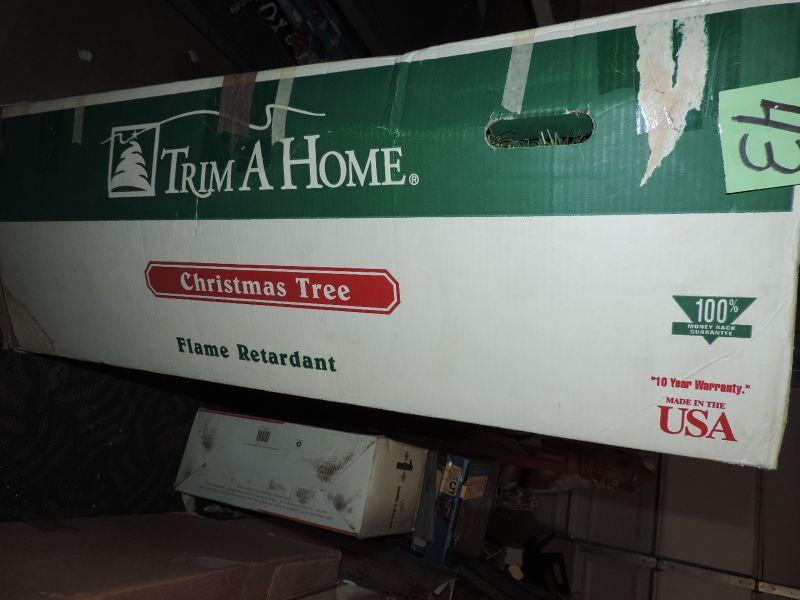 TRIM A HOME®
43
Christmas Tree
Flame Retardant
100%
MONEY BACK
GUARANTEE
"10 Year Warranty."
MADE IN THE
USA